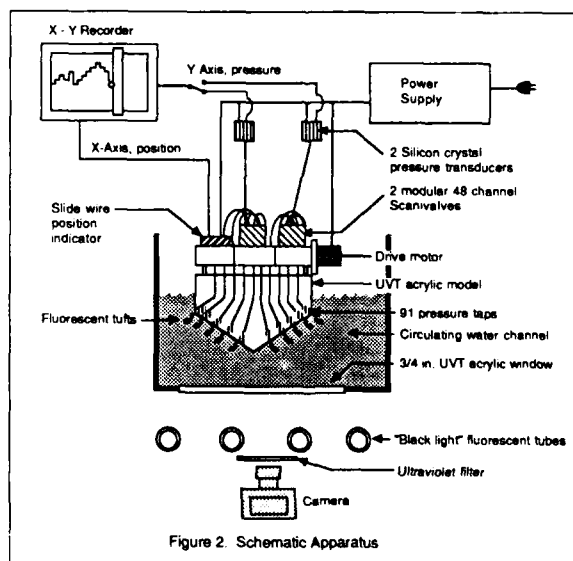 X - Y Recorder
Y Axis, pressure
Power
Supply
X-Axis, position
2 Silicon crystal
pressure transducers
2 modular 48 channel
Scanivalves
Slide wire
position
indicator
Drive motor
UVT acrylic model
91 pressure taps
Fluorescent tufts
Circulating water channel
3/4 in. UVT acrylic window
"Black light" fluorescent tubes
Ultraviolet filter
Camera
Figure 2. Schematic Apparatus